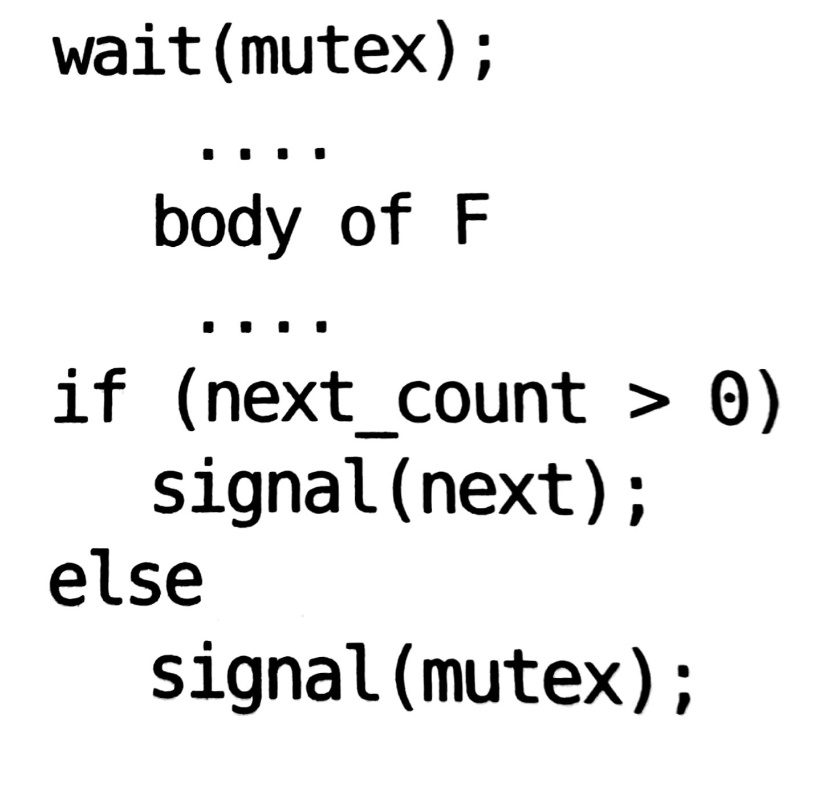 wait(mutex);
....
body of F
....
if (next_count > 0)
signal(next);
else
signal(mutex);